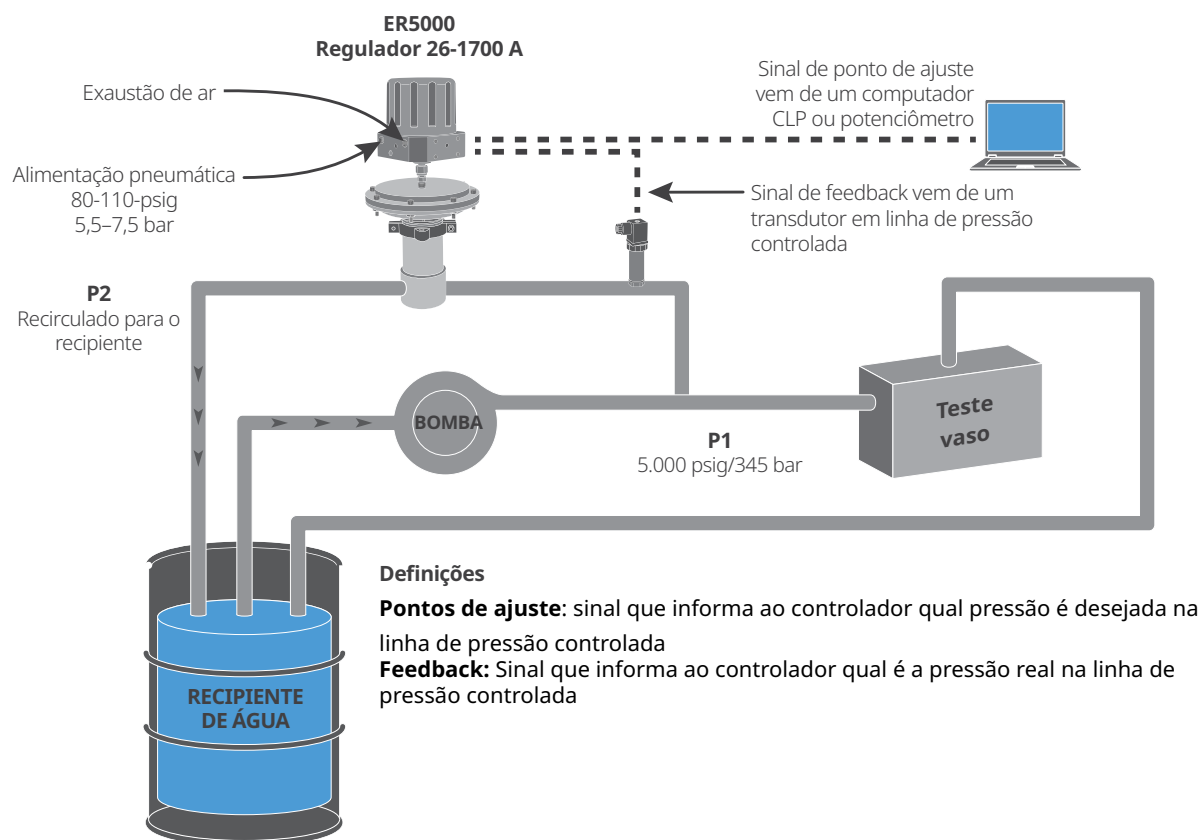 ER5000
Regulador 26-1700 A
Exaustão de ar
Alimentação pneumática
80-110-psig
5,5–7,5 bar
Sinal de ponto de ajuste
vem de um computador
CLP ou potenciômetro
Sinal de feedback vem de um
transdutor em linha de pressão
controlada
P2
Recirculado para o
recipiente
BOMBA
P1
5.000 psig/345 bar
Teste
vaso
RECIPIENTE
DE ÁGUA
Definições
Pontos de ajuste: sinal que informa ao controlador qual pressão é desejada na
linha de pressão controlada
Feedback: Sinal que informa ao controlador qual é a pressão real na linha de
pressão controlada